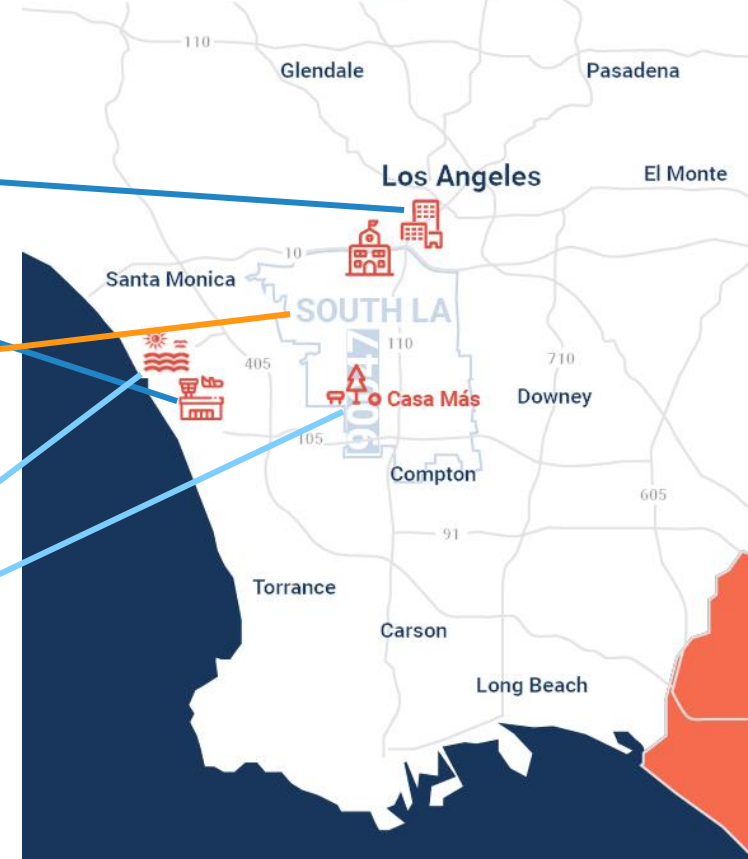 110
Glendale
Pasadena
Los Angeles
El Monte
10
Santa Monica
SOUTH LA
110
405
710
90047
Casa Más
Downey
105
Compton
605
91
Torrance
Carson
Long Beach